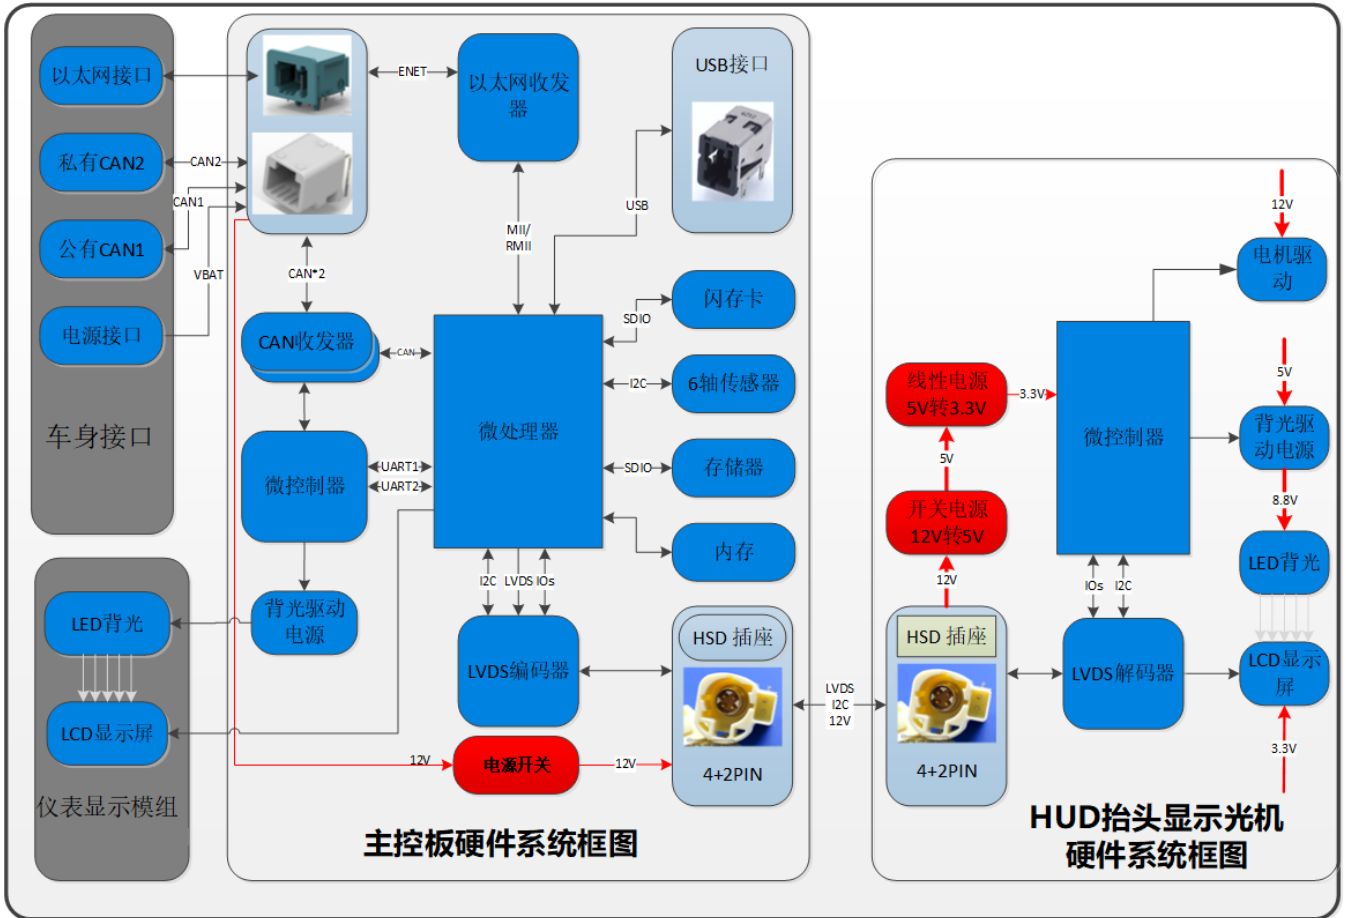 以太网接口
私有CAN2
公有CAN1
电源接口
车身接口
CAN2
CAN1
VBAT
LED背光
LCD显示屏
仪表显示模组
ENET
以太网收发
器
USB接口
MII/
RMII
USB
CAN*2
CAN收发器
CAN
微控制器
UART1
UART2
微处理器
SDIO
闪存卡
I2C
6轴传感器
SDIO
存储器
内存
背光驱动
电源
I2C
LVDS
IOs
LVDS编码器
HSD 插座
4+2PIN
12V
电源开关
12V
主控板硬件系统框图
LVDS
I2C
12V
12V
电机驱
动
线性电源
5V转3.3V
3.3V
微控制器
5V
背光驱
动电源
5V
开关电源
12V转5V
8.8V
LED背光
12V
IOs
I2C
HSD 插座
4+2PIN
LVDS解码器
LCD显示
屏
3.3V
HUD抬头显示光机
硬件系统框图